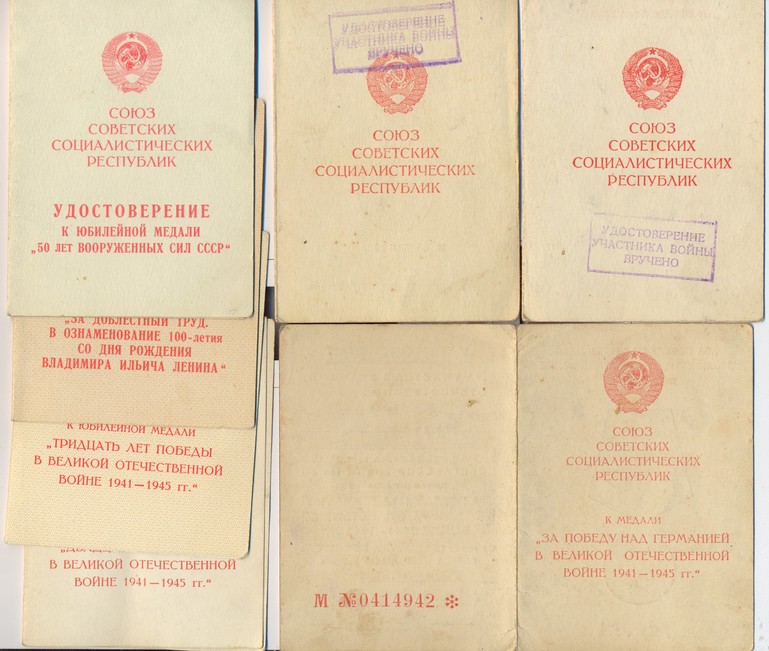 СОЮЗ
СОВЕТСКИХ
СОЦИАЛИСТИЧЕСКИХ
РЕСПУБЛИК
УДОСТОВЕРЕНИЕ
К ЮБИЛЕЙНОЙ МЕДАЛИ
„50 ЛЕТ ВООРУЖЕННЫХ СИЛ СССР“
„ЗА ДОБЛЕСТНЫЙ ТРУД.
В ОЗНАМЕНОВАНИЕ 100-летия
СО ДНЯ РОЖДЕНИЯ
ВЛАДИМИРА ИЛЬИЧА ЛЕНИНА“
К ЮБИЛЕЙНОЙ МЕДАЛИ
„ТРИДЦАТЬ ЛЕТ ПОБЕДЫ
В ВЕЛИКОЙ ОТЕЧЕСТВЕННОЙ
ВОЙНЕ 1941—1945 гг.“
В ВЕЛИКОЙ ОТЕЧЕСТВЕННОЙ
ВОЙНЕ 1941—1945 гг.“
УДОСТОВЕРЕНИЕ
УЧАСТНИКА ВОЙНЫ
ВРУЧЕНО
СОЮЗ
СОВЕТСКИХ
СОЦИАЛИСТИЧЕСКИХ
РЕСПУБЛИК
СОЮЗ
СОВЕТСКИХ
СОЦИАЛИСТИЧЕСКИХ
РЕСПУБЛИК
УДОСТОВЕРЕНИЕ
УЧАСТНИКА ВОЙНЫ
ВРУЧЕНО
М №0414942 ✻
СОЮЗ
СОВЕТСКИХ
СОЦИАЛИСТИЧЕСКИХ
РЕСПУБЛИК
К МЕДАЛИ
„ЗА ПОБЕДУ НАД ГЕРМАНИЕЙ
В ВЕЛИКОЙ ОТЕЧЕСТВЕННОЙ
ВОЙНЕ 1941—1945 гг.“